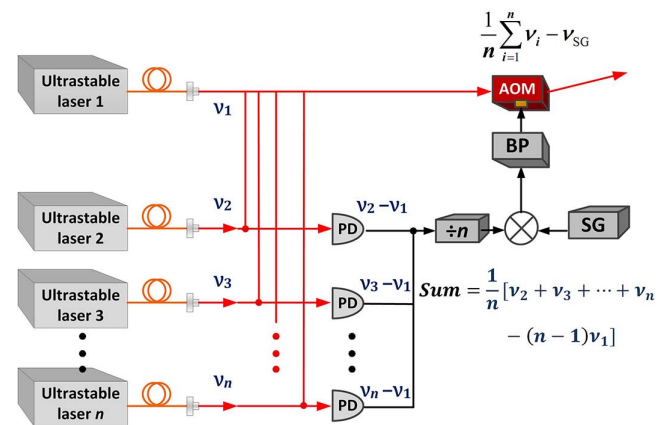 1/n ∑_{i=1}^{n} ν_i − ν_SG
Ultrastable
laser 1
ν1
AOM
BP
Ultrastable
laser 2
ν2
PD
ν2−ν1
÷n
SG
Ultrastable
laser 3
ν3
PD
ν3−ν1
Sum = 1/n [ν2 + ν3 + ⋯ + νn
− (n − 1)ν1]
Ultrastable
laser n
νn
PD
νn−ν1